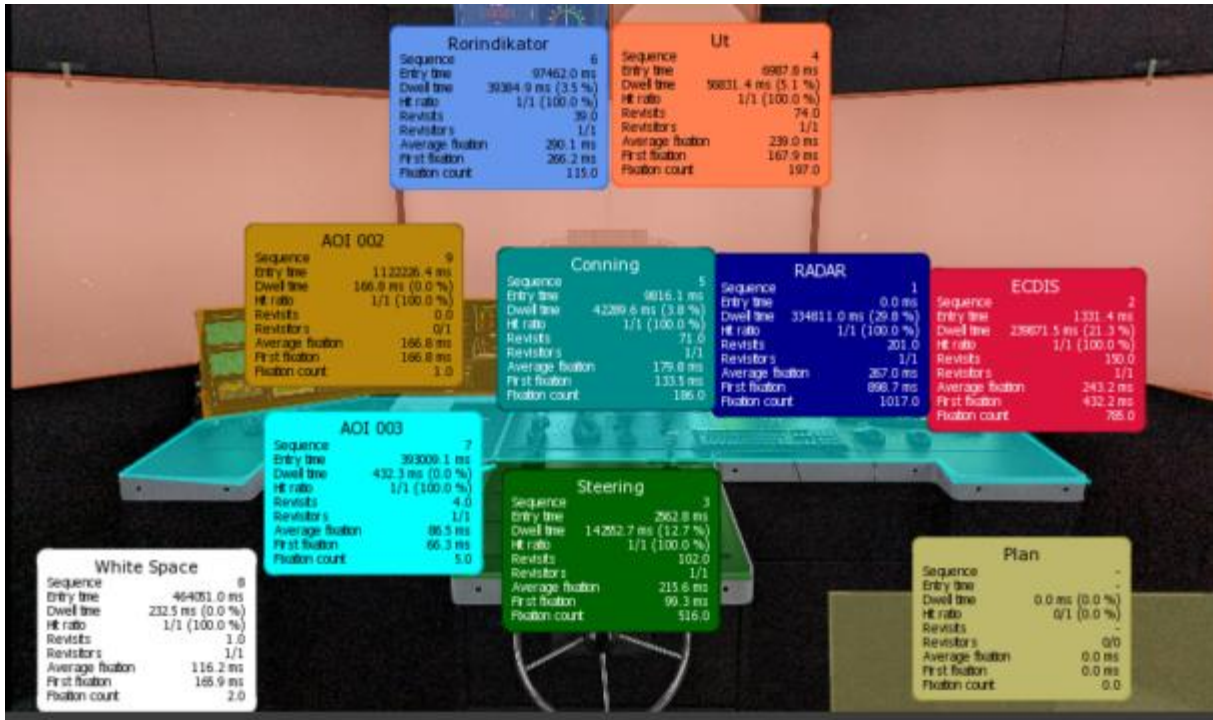 Rorindikator
Sequence 6
Entry time 97462.0 ms
Dwell time 39384.9 ms (3.5 %)
Hit ratio 1/1 (100.0 %)
Revisits 39.0
Revisitors 1/1
Average fixation 290.1 ms
First fixation 266.2 ms
Fixation count 115.0
Ut
Sequence 4
Entry time 6987.8 ms
Dwell time 56831.4 ms (5.1 %)
Hit ratio 1/1 (100.0 %)
Revisits 74.0
Revisitors 1/1
Average fixation 239.0 ms
First fixation 167.9 ms
Fixation count 197.0
AOI 002
Sequence 9
Entry time 1122226.4 ms
Dwell time 166.8 ms (0.0 %)
Hit ratio 1/1 (100.0 %)
Revisits 0.0
Revisitors 0/1
Average fixation 166.8 ms
First fixation 166.8 ms
Fixation count 1.0
Conning
Sequence 5
Entry time 9816.1 ms
Dwell time 42289.6 ms (3.8 %)
Hit ratio 1/1 (100.0 %)
Revisits 71.0
Revisitors 1/1
Average fixation 179.8 ms
First fixation 133.5 ms
Fixation count 186.0
RADAR
Sequence 1
Entry time 0.0 ms
Dwell time 334811.0 ms (29.8 %)
Hit ratio 1/1 (100.0 %)
Revisits 201.0
Revisitors 1/1
Average fixation 267.0 ms
First fixation 898.7 ms
Fixation count 1017.0
ECDIS
Sequence 2
Entry time 1331.4 ms
Dwell time 239871.5 ms (21.3 %)
Hit ratio 1/1 (100.0 %)
Revisits 150.0
Revisitors 1/1
Average fixation 243.2 ms
First fixation 432.2 ms
Fixation count 785.0
AOI 003
Sequence 7
Entry time 393009.1 ms
Dwell time 432.3 ms (0.0 %)
Hit ratio 1/1 (100.0 %)
Revisits 4.0
Revisitors 1/1
Average fixation 86.5 ms
First fixation 66.3 ms
Fixation count 5.0
Steering
Sequence 3
Entry time 2962.8 ms
Dwell time 142552.7 ms (12.7 %)
Hit ratio 1/1 (100.0 %)
Revisits 102.0
Revisitors 1/1
Average fixation 215.6 ms
First fixation 99.3 ms
Fixation count 516.0
White Space
Sequence 8
Entry time 464051.0 ms
Dwell time 232.5 ms (0.0 %)
Hit ratio 1/1 (100.0 %)
Revisits 1.0
Revisitors 1/1
Average fixation 116.2 ms
First fixation 165.9 ms
Fixation count 2.0
Plan
Sequence -
Entry time -
Dwell time 0.0 ms (0.0 %)
Hit ratio 0/1 (0.0 %)
Revisits -
Revisitors 0/0
Average fixation 0.0 ms
First fixation 0.0 ms
Fixation count 0.0